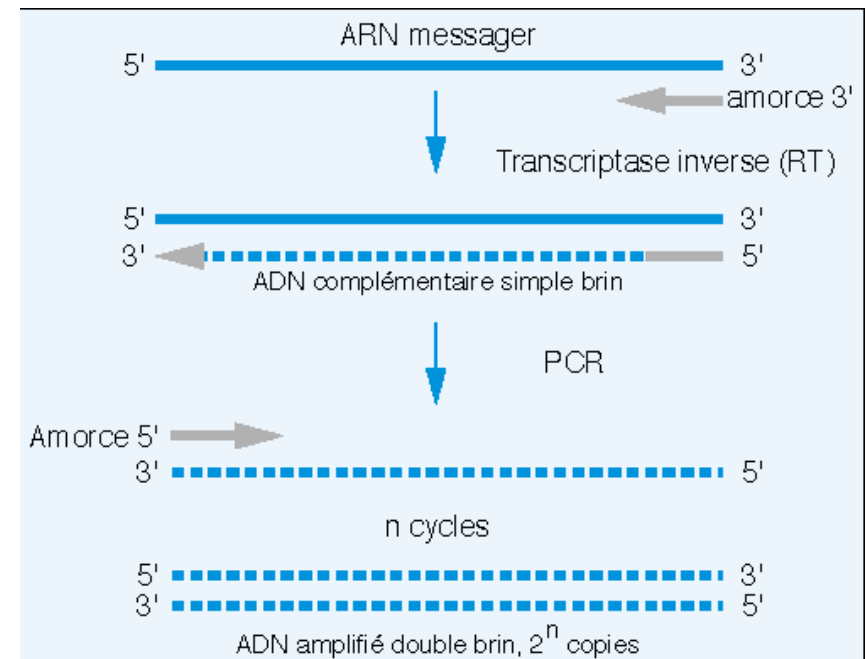 ARN messager
5' 3'
amorce 3'
Transcriptase inverse (RT)
5' 3'
3' 5'
ADN complémentaire simple brin
PCR
Amorce 5'
3' 5'
n cycles
5' 3'
3' 5'
ADN amplifié double brin, 2^n copies